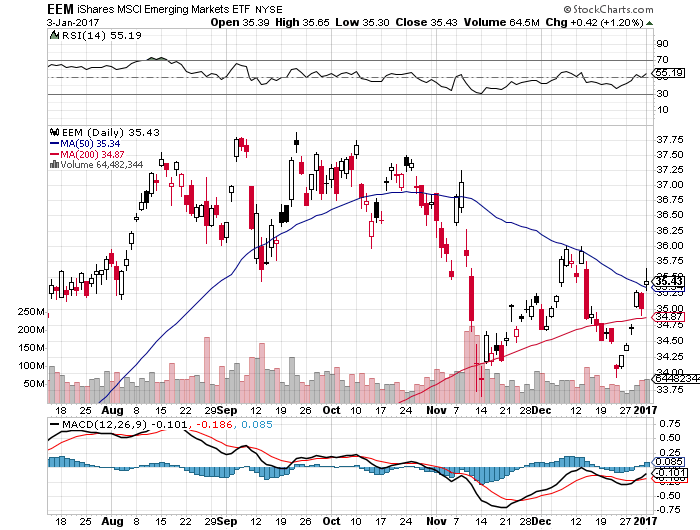 EEM iShares MSCI Emerging Markets ETF NYSE © StockCharts.com
3-Jan-2017 Open 35.39 High 35.65 Low 35.30 Close 35.43 Volume 64.5M Chg +0.42 (+1.20%)
RSI(14) 55.19
90
70
55.19
30
10
EEM (Daily) 35.43
MA(50) 35.34
MA(200) 34.87
Volume 64,482,344
37.75
37.50
37.25
37.00
36.75
36.50
36.25
36.00
35.75
35.43
35.25
35.00
34.87
34.75
34.50
34.25
34.00
33.75
250M
200M
150M
100M
50M
64482344
18 25 Aug 8 15 22 Sep 12 19 26 Oct 10 17 24 Nov 7 14 21 28 Dec 12 19 27 2017
MACD(12,26,9) -0.101, -0.186, 0.085
0.75
0.50
0.25
0.085
-0.101
-0.50
-0.75
18 25 Aug 8 15 22 Sep 12 19 26 Oct 10 17 24 Nov 7 14 21 28 Dec 12 19 27 2017